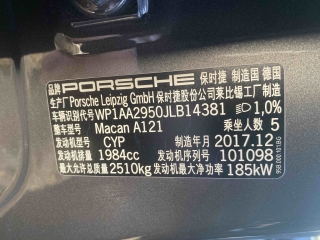 品牌 PORSCHE 保时捷 制造国 德国
生产厂 Porsche Leipzig GmbH 保时捷股份公司莱比锡工厂制造
车辆识别代号 WP1AA2950JLB14381 1,0%
整车型号 Macan A121 乘坐人数 5
发动机型号 CYP 制造年月 2017.12
发动机排量 1984cc 发动机序列号 101098
最大允许总质量 2510kg 发动机最大净功率 185kW